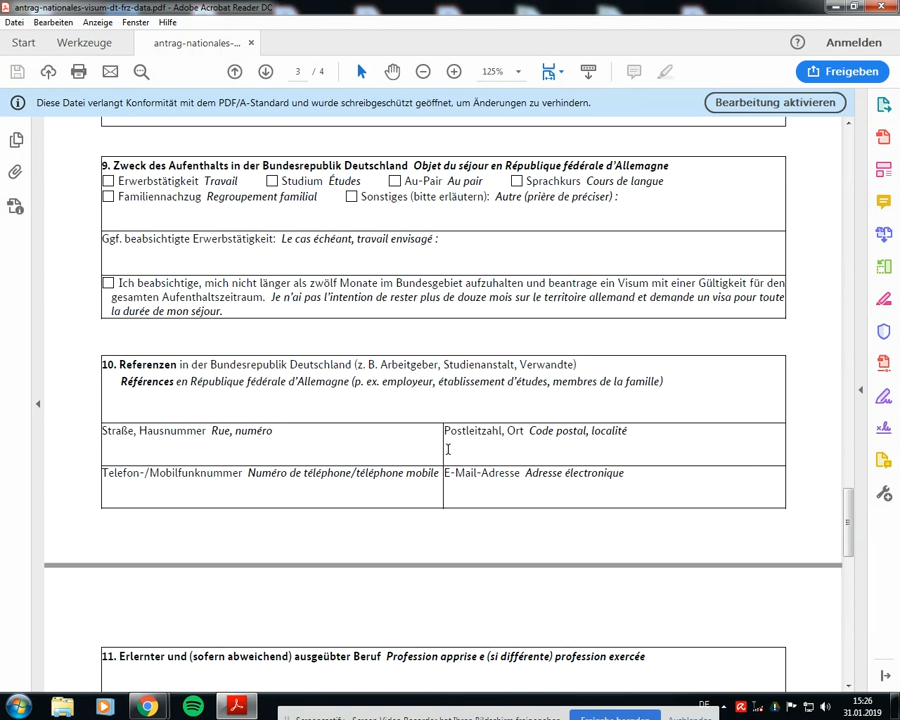 antrag-nationales-visum-dt-frz-data.pdf - Adobe Acrobat Reader DC
Datei Bearbeiten Anzeige Fenster Hilfe
Start Werkzeuge antrag-nationales-... × Anmelden
3 / 4 125% Freigeben
Diese Datei verlangt Konformität mit dem PDF/A-Standard und wurde schreibgeschützt geöffnet, um Änderungen zu verhindern. Bearbeitung aktivieren
9. Zweck des Aufenthalts in der Bundesrepublik Deutschland Objet du séjour en République fédérale d'Allemagne
Erwerbstätigkeit Travail Studium Études Au-Pair Au pair Sprachkurs Cours de langue
Familiennachzug Regroupement familial Sonstiges (bitte erläutern): Autre (prière de préciser) :
Ggf. beabsichtigte Erwerbstätigkeit: Le cas échéant, travail envisagé :
Ich beabsichtige, mich nicht länger als zwölf Monate im Bundesgebiet aufzuhalten und beantrage ein Visum mit einer Gültigkeit für den
gesamten Aufenthaltszeitraum. Je n'ai pas l'intention de rester plus de douze mois sur le territoire allemand et demande un visa pour toute
la durée de mon séjour.
10. Referenzen in der Bundesrepublik Deutschland (z. B. Arbeitgeber, Studienanstalt, Verwandte)
Références en République fédérale d'Allemagne (p. ex. employeur, établissement d'études, membres de la famille)
Straße, Hausnummer Rue, numéro Postleitzahl, Ort Code postal, localité
Telefon-/Mobilfunknummer Numéro de téléphone/téléphone mobile E-Mail-Adresse Adresse électronique
11. Erlernter und (sofern abweichend) ausgeübter Beruf Profession apprise e (si différente) profession exercée
DE 15:26
31.01.2019